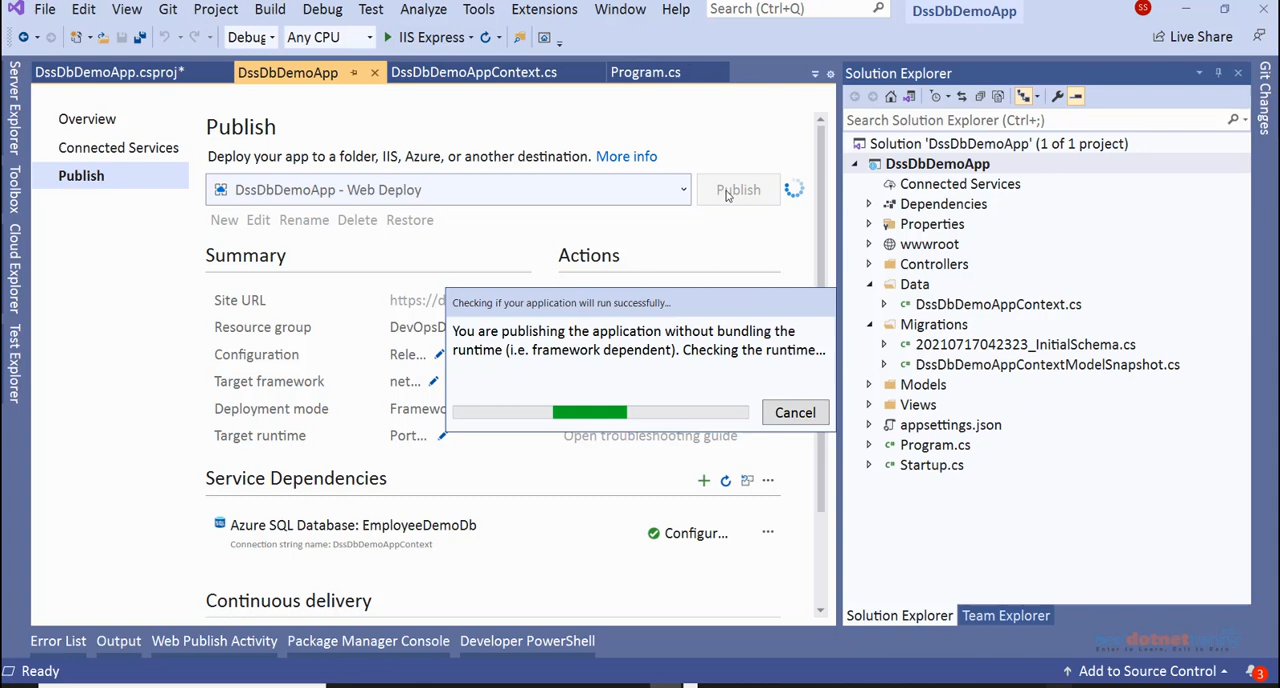 File Edit View Git Project Build Debug Test Analyze Tools Extensions Window Help Search (Ctrl+Q) DssDbDemoApp SS
Debug Any CPU IIS Express Live Share
DssDbDemoApp.csproj* DssDbDemoApp DssDbDemoAppContext.cs Program.cs
Server Explorer
Toolbox
Cloud Explorer
Test Explorer
Overview
Connected Services
Publish
Publish
Deploy your app to a folder, IIS, Azure, or another destination. More info
DssDbDemoApp - Web Deploy Publish
New Edit Rename Delete Restore
Summary Actions
Site URL https://d
Resource group DevOpsD
Configuration Rele...
Target framework net...
Deployment mode Framewo
Target runtime Port...
Open troubleshooting guide
Checking if your application will run successfully...
You are publishing the application without bundling the
runtime (i.e. framework dependent). Checking the runtime...
Cancel
Service Dependencies
Azure SQL Database: EmployeeDemoDb Configur...
Connection string name: DssDbDemoAppContext
Continuous delivery
Solution Explorer
Search Solution Explorer (Ctrl+;)
Solution 'DssDbDemoApp' (1 of 1 project)
DssDbDemoApp
Connected Services
Dependencies
Properties
wwwroot
Controllers
Data
DssDbDemoAppContext.cs
Migrations
20210717042323_InitialSchema.cs
DssDbDemoAppContextModelSnapshot.cs
Models
Views
appsettings.json
Program.cs
Startup.cs
Solution Explorer Team Explorer
Git Changes
Error List Output Web Publish Activity Package Manager Console Developer PowerShell
Ready Add to Source Control 3